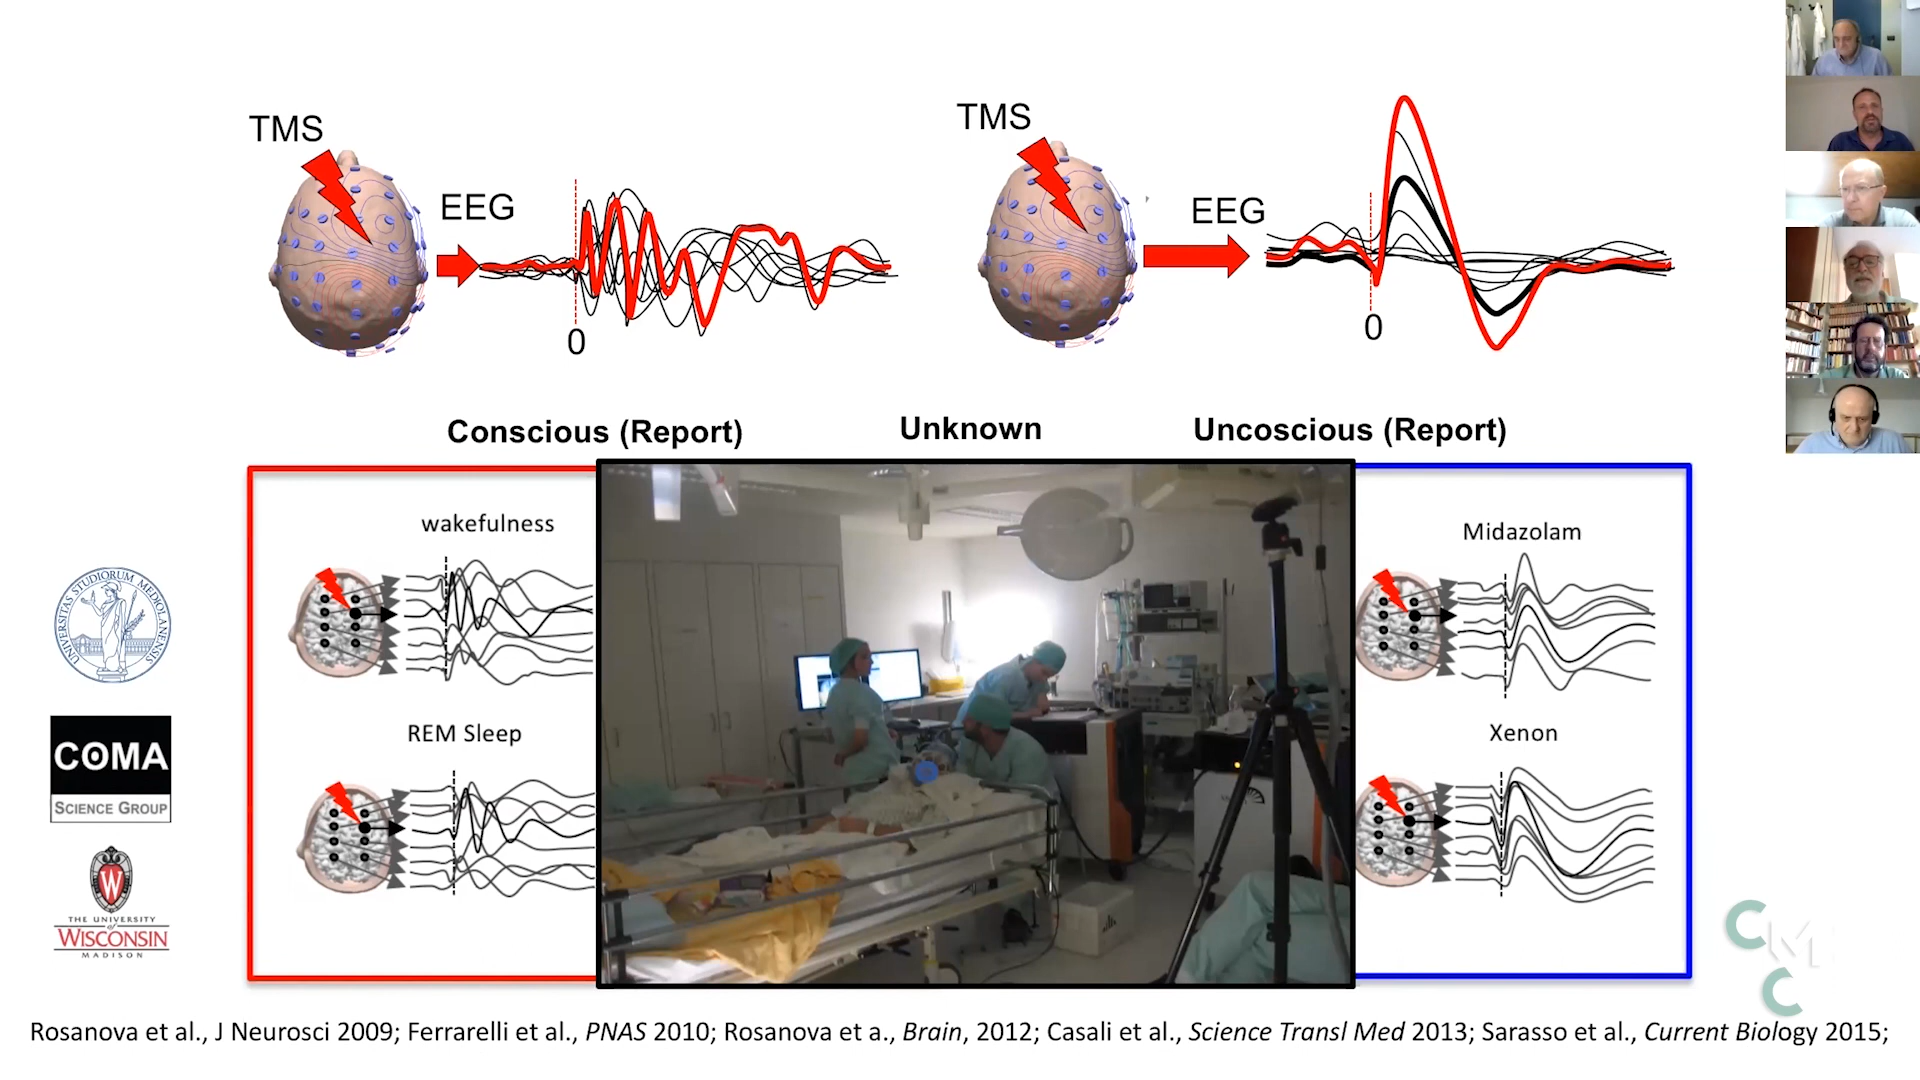 TMS
EEG
0
TMS
EEG
0
Conscious (Report)
Unknown
Uncoscious (Report)
wakefulness
REM Sleep
Midazolam
Xenon
UNIVERSITAS STUDIORUM MEDIOLANENSIS
COMA
SCIENCE GROUP
W
THE UNIVERSITY
of
WISCONSIN
MADISON
CMC
Rosanova et al., J Neurosci 2009; Ferrarelli et al., PNAS 2010; Rosanova et a., Brain, 2012; Casali et al., Science Transl Med 2013; Sarasso et al., Current Biology 2015;